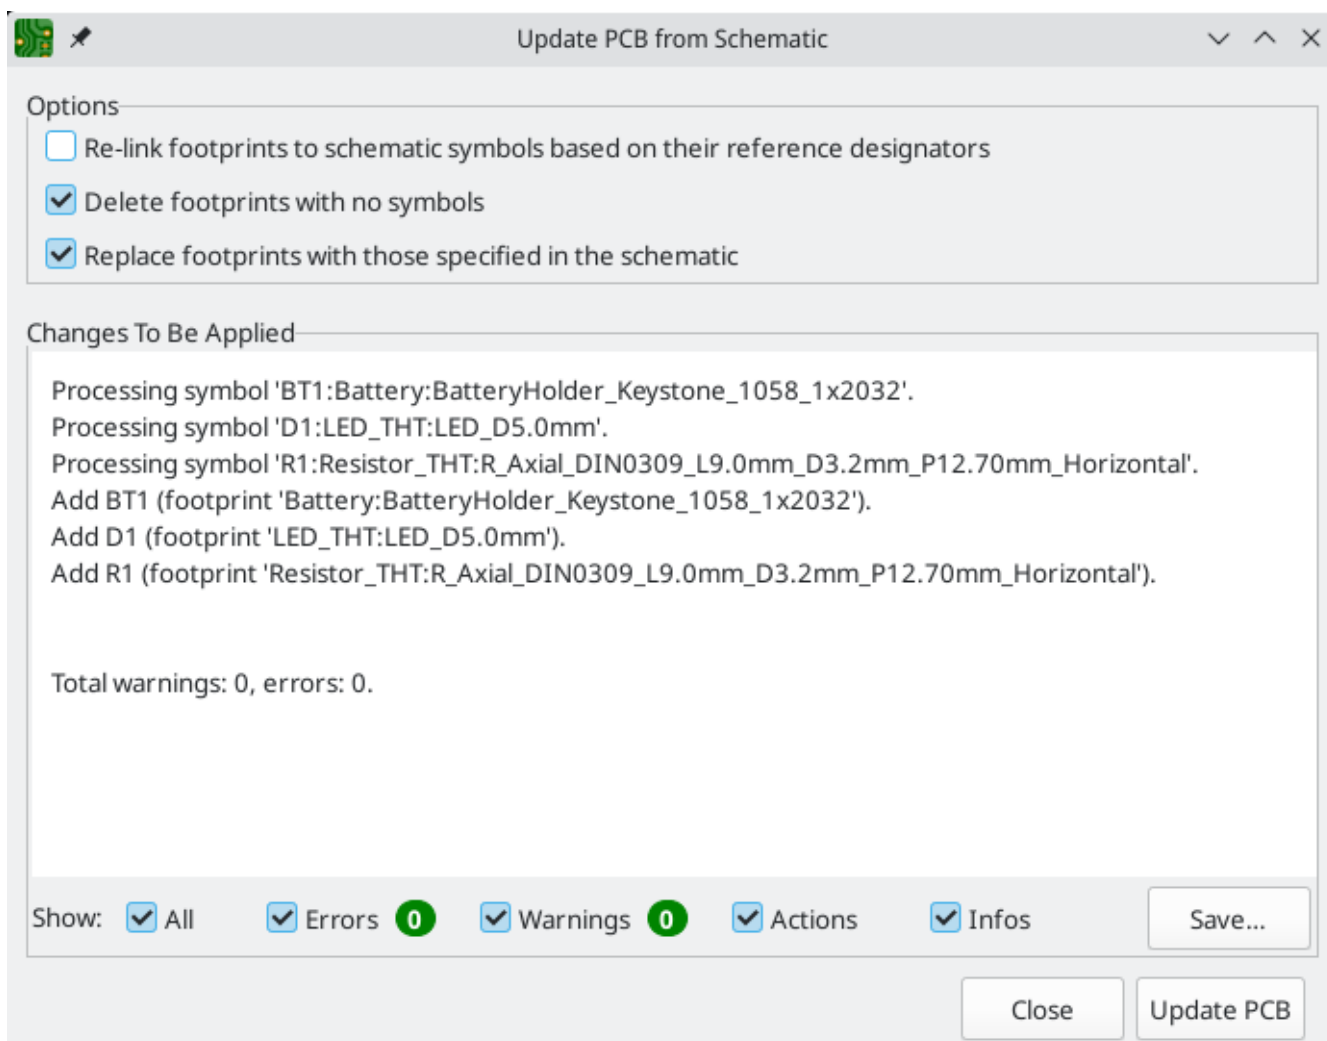 Update PCB from Schematic
Options
Re-link footprints to schematic symbols based on their reference designators
Delete footprints with no symbols
Replace footprints with those specified in the schematic
Changes To Be Applied
Processing symbol 'BT1:Battery:BatteryHolder_Keystone_1058_1x2032'.
Processing symbol 'D1:LED_THT:LED_D5.0mm'.
Processing symbol 'R1:Resistor_THT:R_Axial_DIN0309_L9.0mm_D3.2mm_P12.70mm_Horizontal'.
Add BT1 (footprint 'Battery:BatteryHolder_Keystone_1058_1x2032').
Add D1 (footprint 'LED_THT:LED_D5.0mm').
Add R1 (footprint 'Resistor_THT:R_Axial_DIN0309_L9.0mm_D3.2mm_P12.70mm_Horizontal').
Total warnings: 0, errors: 0.
Show: All Errors 0 Warnings 0 Actions Infos Save...
Close Update PCB